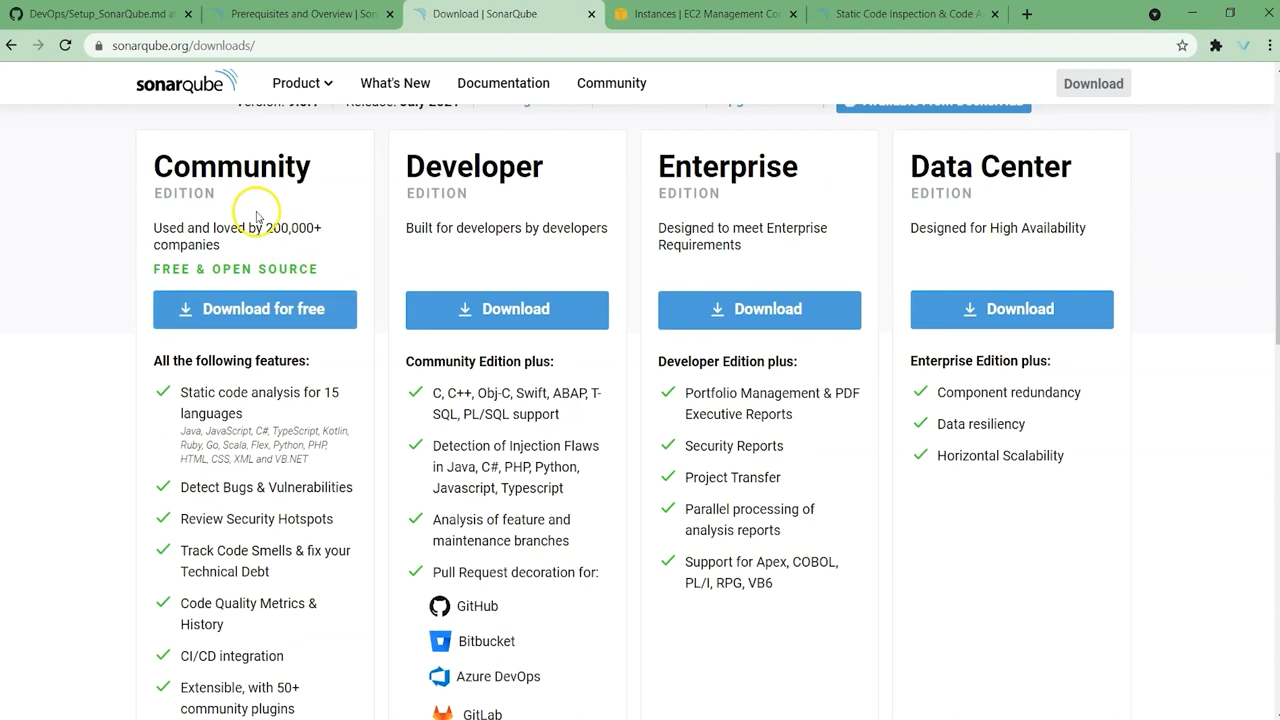 DevOps/Setup_SonarQube.md at
Prerequisites and Overview | Son
Download | SonarQube
Instances | EC2 Management Con
Static Code Inspection & Code A
sonarqube.org/downloads/
sonarqube
Product
What's New
Documentation
Community
Download
Community
EDITION
Used and loved by 200,000+
companies
FREE & OPEN SOURCE
Download for free
All the following features:
Static code analysis for 15
languages
Java, JavaScript, C#, TypeScript, Kotlin,
Ruby, Go, Scala, Flex, Python, PHP,
HTML, CSS, XML and VB.NET
Detect Bugs & Vulnerabilities
Review Security Hotspots
Track Code Smells & fix your
Technical Debt
Code Quality Metrics &
History
CI/CD integration
Extensible, with 50+
community plugins
Developer
EDITION
Built for developers by developers
Download
Community Edition plus:
C, C++, Obj-C, Swift, ABAP, T-
SQL, PL/SQL support
Detection of Injection Flaws
in Java, C#, PHP, Python,
Javascript, Typescript
Analysis of feature and
maintenance branches
Pull Request decoration for:
GitHub
Bitbucket
Azure DevOps
GitLab
Enterprise
EDITION
Designed to meet Enterprise
Requirements
Download
Developer Edition plus:
Portfolio Management & PDF
Executive Reports
Security Reports
Project Transfer
Parallel processing of
analysis reports
Support for Apex, COBOL,
PL/I, RPG, VB6
Data Center
EDITION
Designed for High Availability
Download
Enterprise Edition plus:
Component redundancy
Data resiliency
Horizontal Scalability